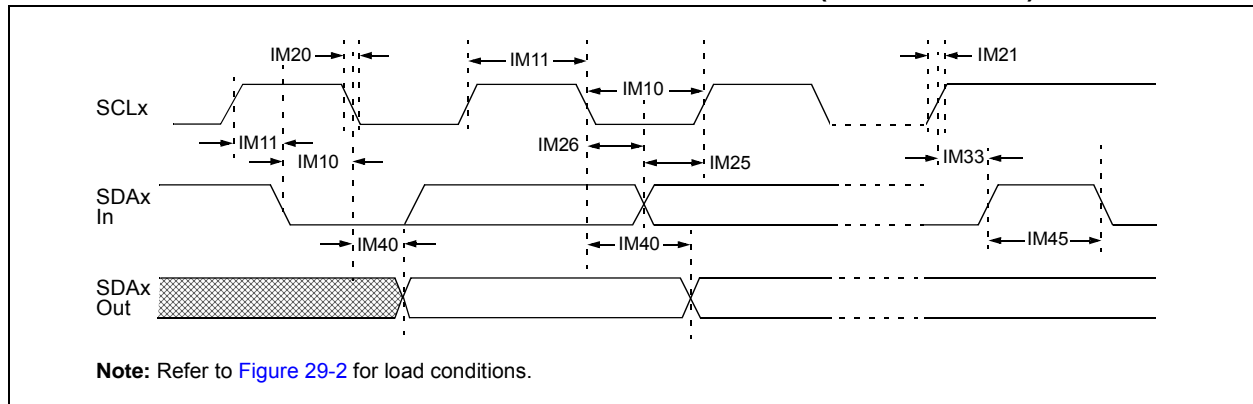 IM20
IM11
IM21
IM10
SCLx
IM11
IM26
IM10
IM25
IM33
SDAx
In
IM40
IM40
IM45
SDAx
Out
Note: Refer to Figure 29-2 for load conditions.